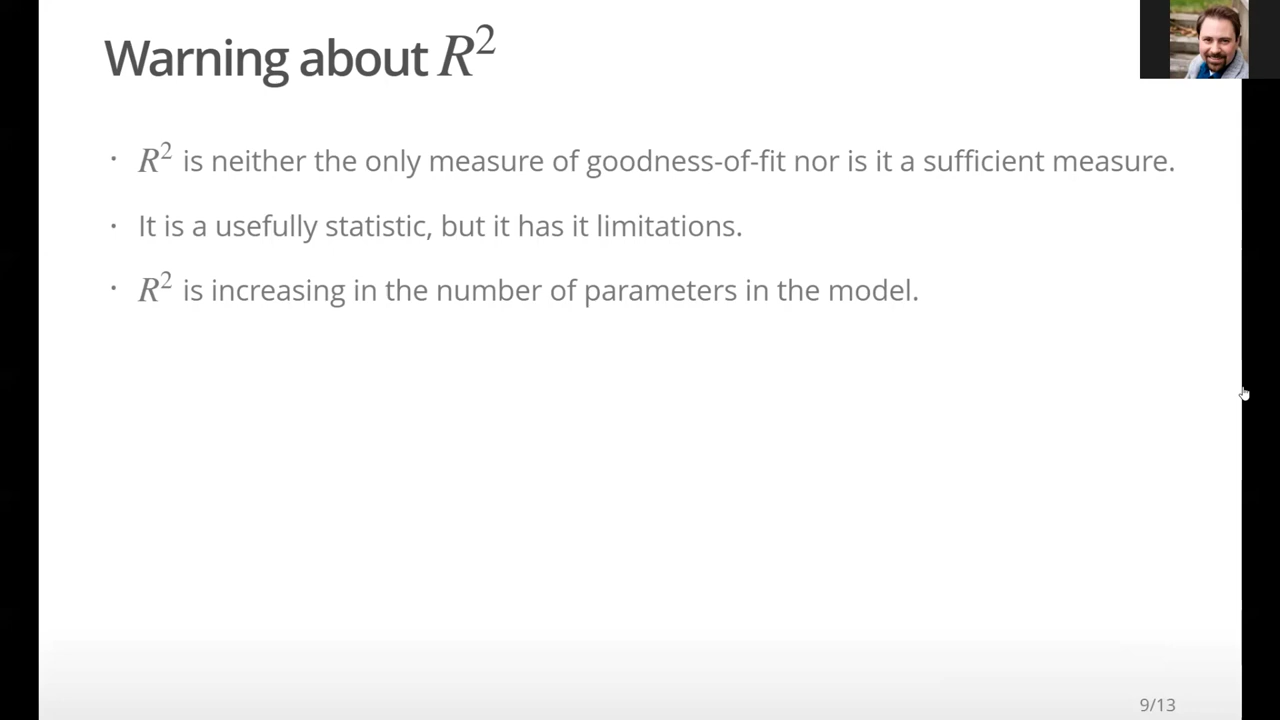 Warning about R²
· R² is neither the only measure of goodness-of-fit nor is it a sufficient measure.
· It is a usefully statistic, but it has it limitations.
· R² is increasing in the number of parameters in the model.
9/13